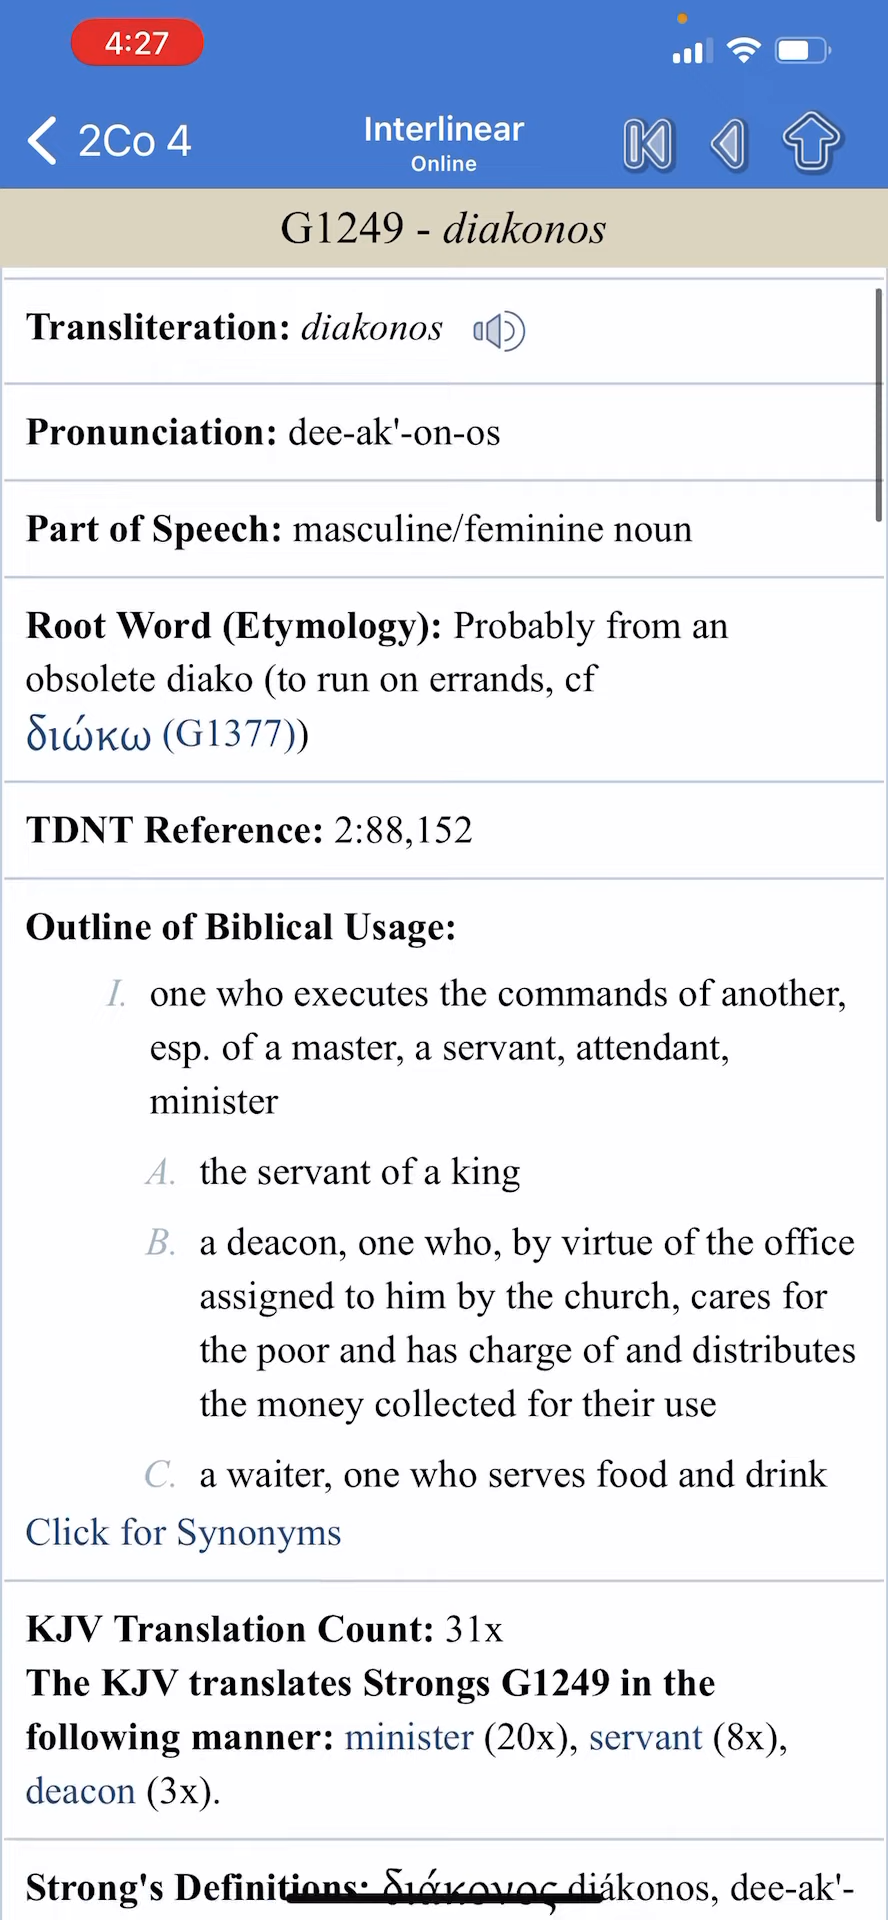 4:27
2Co 4
Interlinear
Online
G1249 - diakonos
Transliteration: diakonos
Pronunciation: dee-ak'-on-os
Part of Speech: masculine/feminine noun
Root Word (Etymology): Probably from an
obsolete diako (to run on errands, cf
διώκω (G1377))
TDNT Reference: 2:88,152
Outline of Biblical Usage:
I. one who executes the commands of another,
esp. of a master, a servant, attendant,
minister
A. the servant of a king
B. a deacon, one who, by virtue of the office
assigned to him by the church, cares for
the poor and has charge of and distributes
the money collected for their use
C. a waiter, one who serves food and drink
Click for Synonyms
KJV Translation Count: 31x
The KJV translates Strongs G1249 in the
following manner: minister (20x), servant (8x),
deacon (3x).
Strong's Definitions: διάκονος diákonos, dee-ak'-